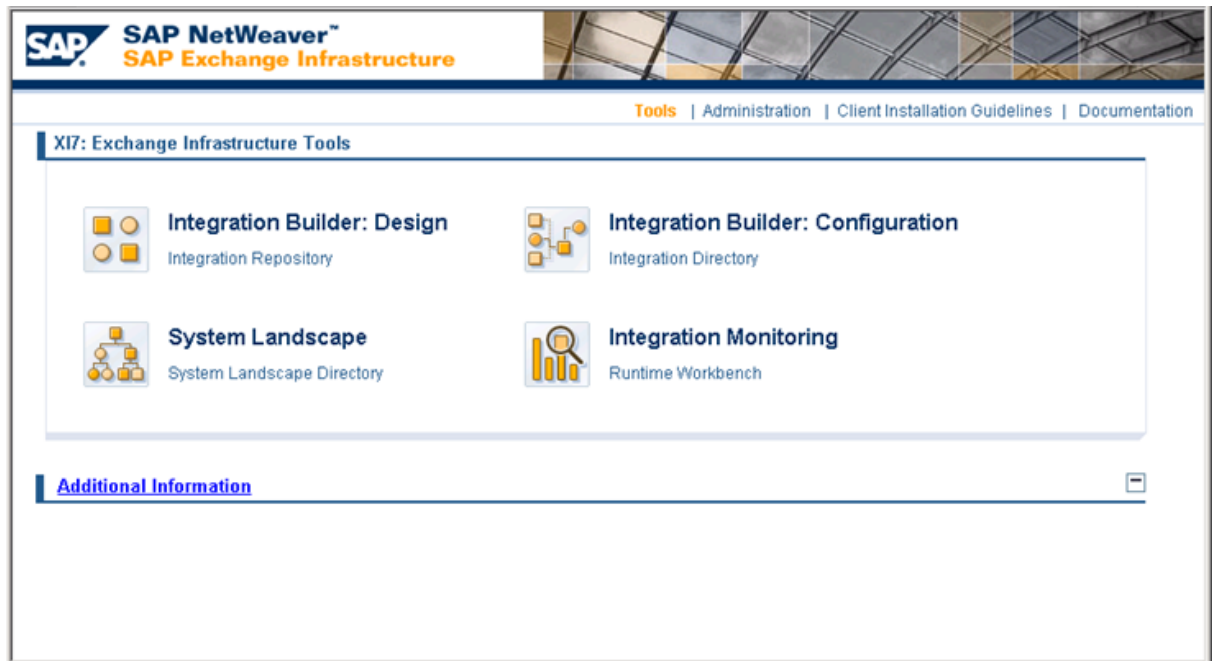 SAP
SAP NetWeaver™
SAP Exchange Infrastructure
Tools | Administration | Client Installation Guidelines | Documentation
XI7: Exchange Infrastructure Tools
Integration Builder: Design
Integration Repository
Integration Builder: Configuration
Integration Directory
System Landscape
System Landscape Directory
Integration Monitoring
Runtime Workbench
Additional Information